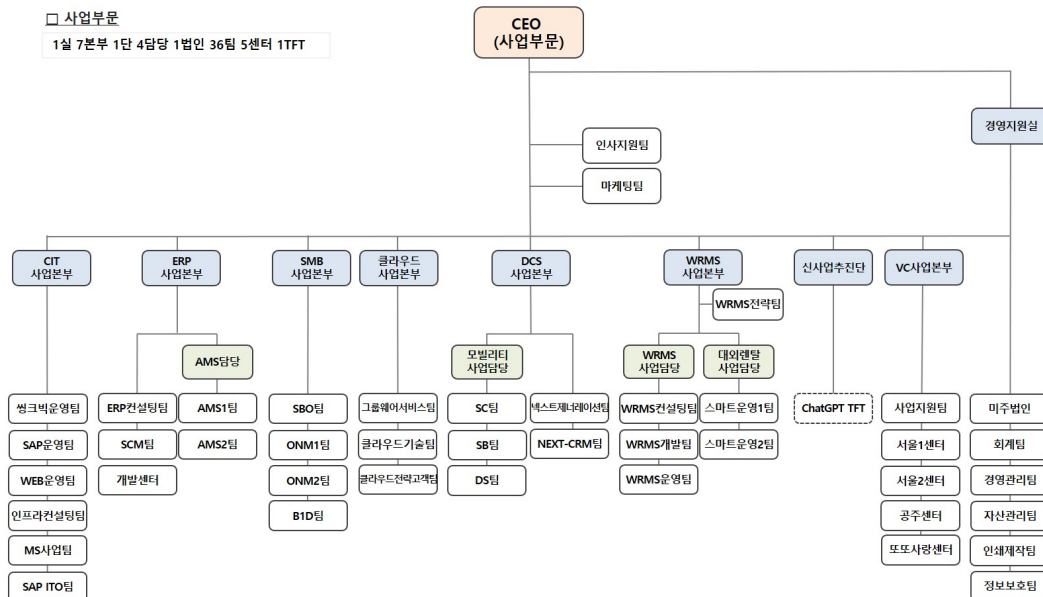 □ 사업부문
1실 7본부 1단 4담당 1법인 36팀 5센터 1TFT
CEO
(사업부문)
경영지원실
인사지원팀
마케팅팀
CIT
사업본부
ERP
사업본부
SMB
사업본부
클라우드
사업본부
DCS
사업본부
WRMS
사업본부
신사업추진단
VC사업본부
WRMS전략팀
AMS담당
모빌리티
사업담당
WRMS
사업담당
대외렌탈
사업담당
씽크빅운영팀
ERP컨설팅팀
AMS1팀
SBO팀
그룹웨어서비스팀
SC팀
넥스트제너레이션팀
WRMS컨설팅팀
스마트운영1팀
ChatGPT TFT
사업지원팀
미주법인
SAP운영팀
SCM팀
AMS2팀
ONM1팀
클라우드기술팀
SB팀
NEXT-CRM팀
WRMS개발팀
스마트운영2팀
서울1센터
회계팀
WEB운영팀
개발센터
ONM2팀
클라우드전략고객팀
DS팀
WRMS운영팀
서울2센터
경영관리팀
인프라컨설팅팀
B1D팀
공주센터
자산관리팀
MS사업팀
또또사랑센터
인쇄제작팀
SAP ITO팀
정보보호팀